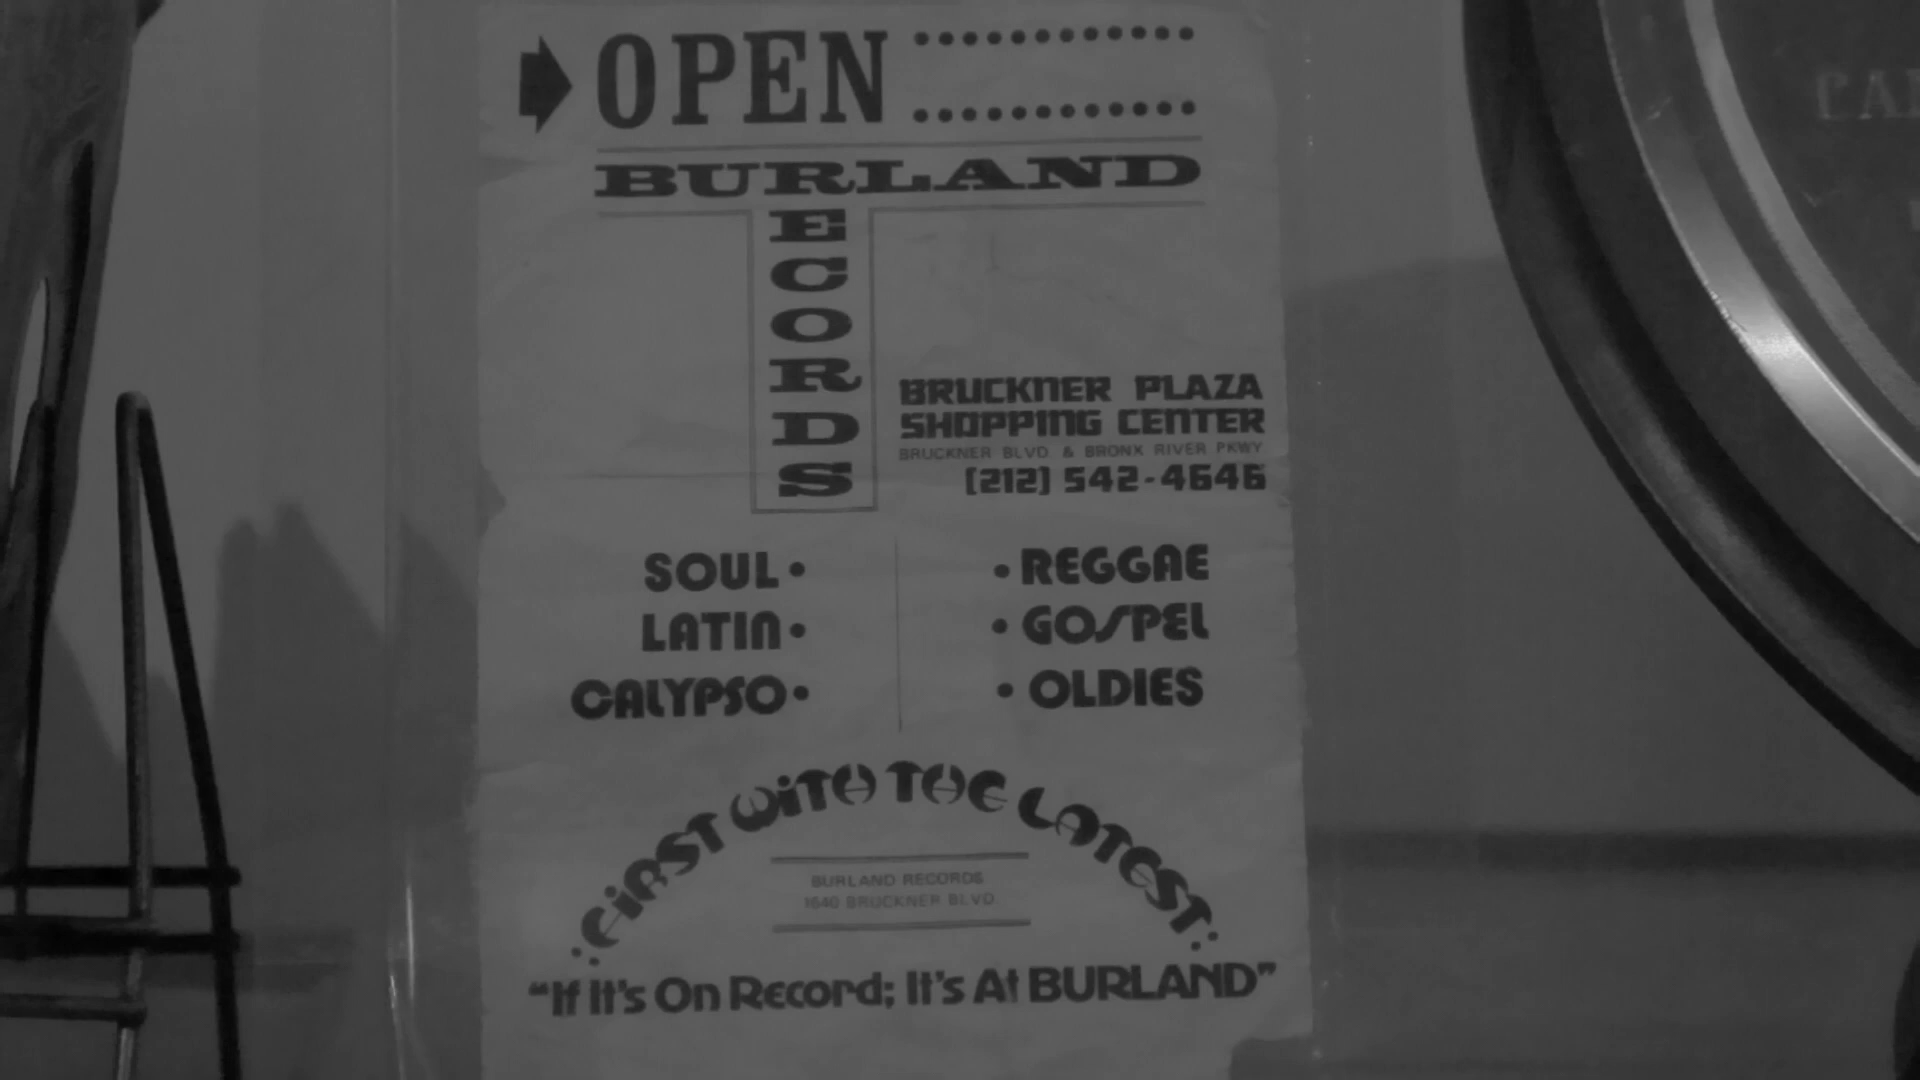 OPEN
BURLAND
RECORDS
BRUCKNER PLAZA
SHOPPING CENTER
BRUCKNER BLVD. & BRONX RIVER PKWY.
(212) 542-4646
SOUL •
LATIN •
CALYPSO •
• REGGAE
• GOSPEL
• OLDIES
:FIRST WITH THE LATEST:
BURLAND RECORDS
1640 BRUCKNER BLVD.
"If It's On Record; It's At BURLAND"